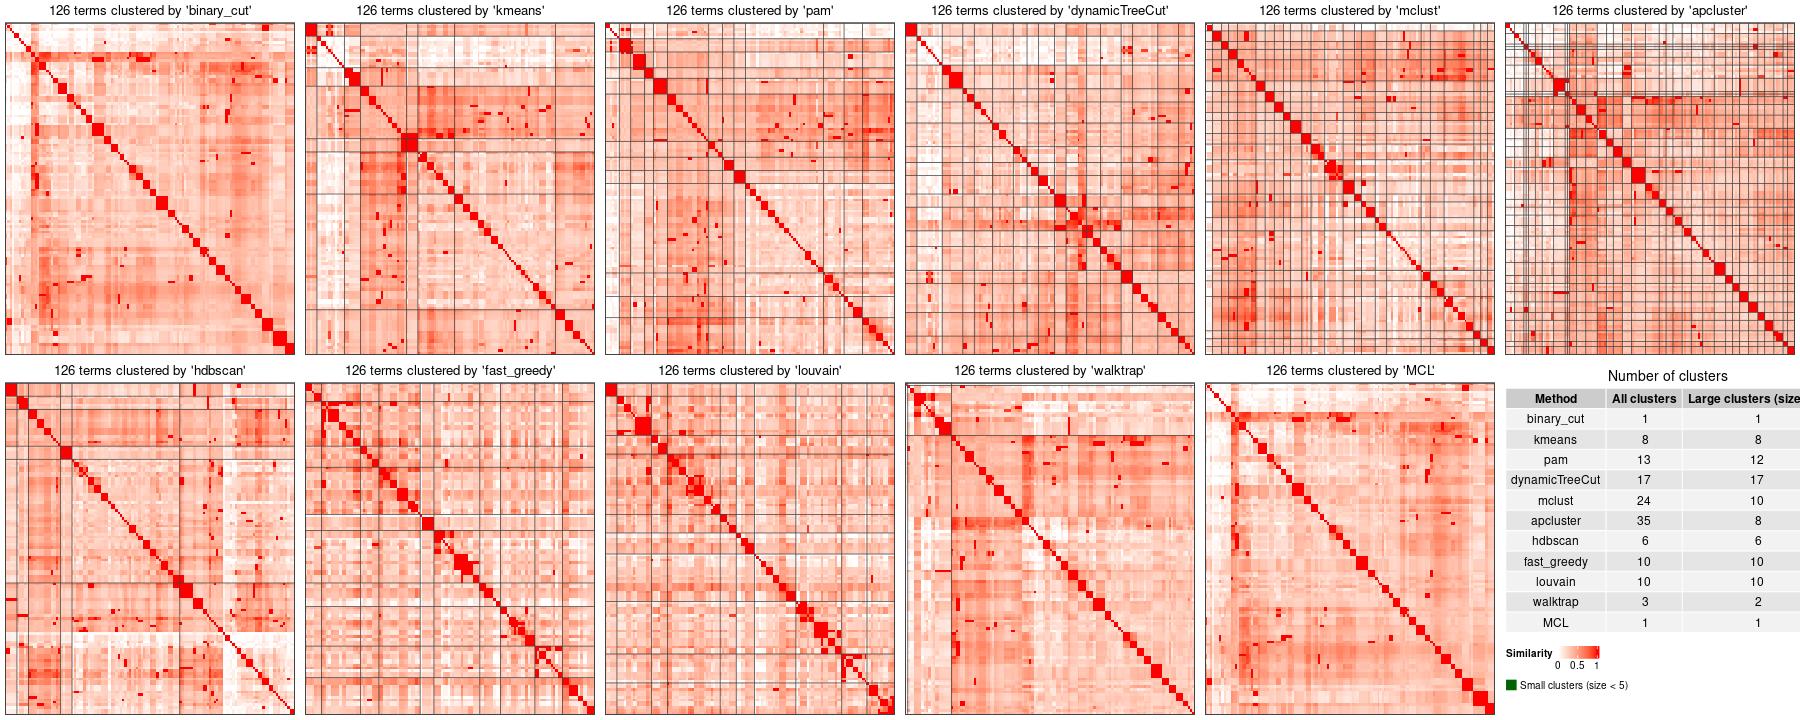 126 terms clustered by 'binary_cut'
126 terms clustered by 'kmeans'
126 terms clustered by 'pam'
126 terms clustered by 'dynamicTreeCut'
126 terms clustered by 'mclust'
126 terms clustered by 'apcluster'
126 terms clustered by 'hdbscan'
126 terms clustered by 'fast_greedy'
126 terms clustered by 'louvain'
126 terms clustered by 'walktrap'
126 terms clustered by 'MCL'
Number of clusters
Method All clusters Large clusters (size
binary_cut 1 1
kmeans 8 8
pam 13 12
dynamicTreeCut 17 17
mclust 24 10
apcluster 35 8
hdbscan 6 6
fast_greedy 10 10
louvain 10 10
walktrap 3 2
MCL 1 1
Similarity
0 0.5 1
Small clusters (size < 5)